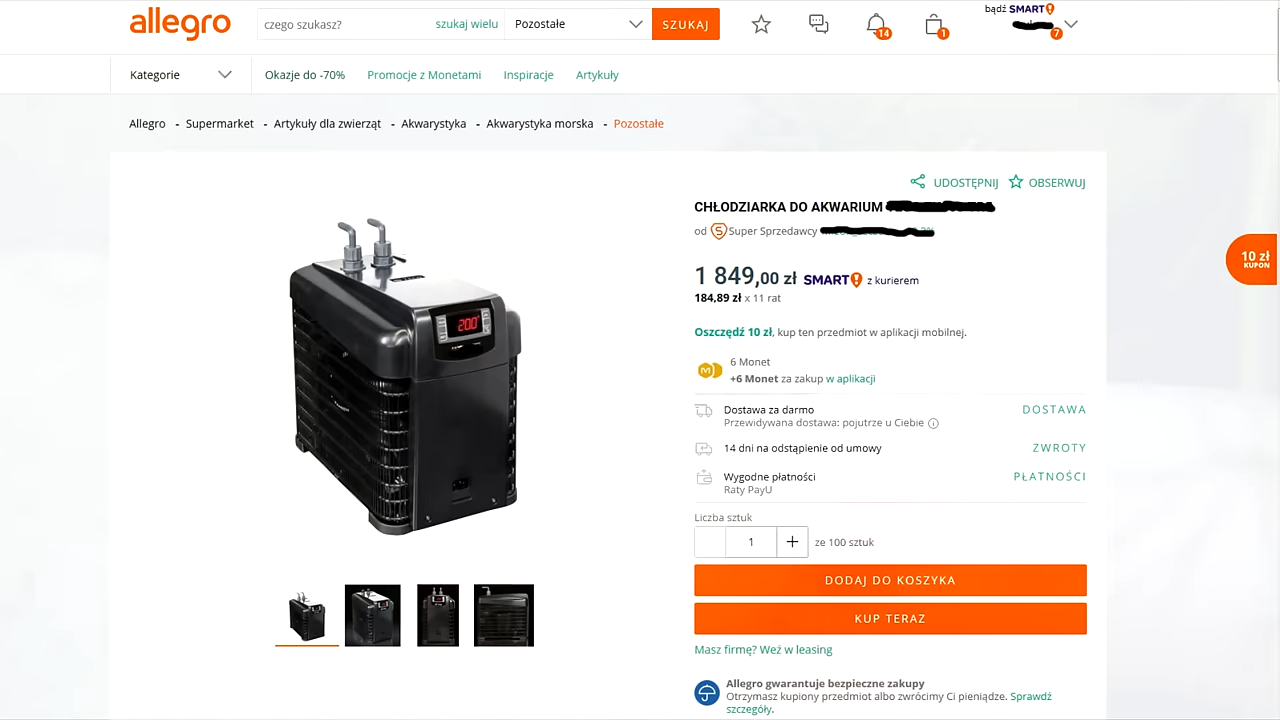 allegro
czego szukasz?
szukaj wielu
Pozostałe
SZUKAJ
14
1
bądź SMART!
7
Kategorie
Okazje do -70%
Promocje z Monetami
Inspiracje
Artykuły
Allegro - Supermarket - Artykuły dla zwierząt - Akwarystyka - Akwarystyka morska - Pozostałe
UDOSTĘPNIJ
OBSERWUJ
CHŁODZIARKA DO AKWARIUM
od S Super Sprzedawcy
10 zł
KUPON
1 849,00 zł SMART! z kurierem
184,89 zł x 11 rat
200
Oszczędź 10 zł, kup ten przedmiot w aplikacji mobilnej.
M
6 Monet
+6 Monet za zakup w aplikacji
Dostawa za darmo
DOSTAWA
Przewidywana dostawa: pojutrze u Ciebie
14 dni na odstąpienie od umowy
ZWROTY
Wygodne płatności
PŁATNOŚCI
Raty PayU
Liczba sztuk
1 + ze 100 sztuk
DODAJ DO KOSZYKA
KUP TERAZ
Masz firmę? Weź w leasing
Allegro gwarantuje bezpieczne zakupy
Otrzymasz kupiony przedmiot albo zwrócimy Ci pieniądze. Sprawdź
szczegóły.